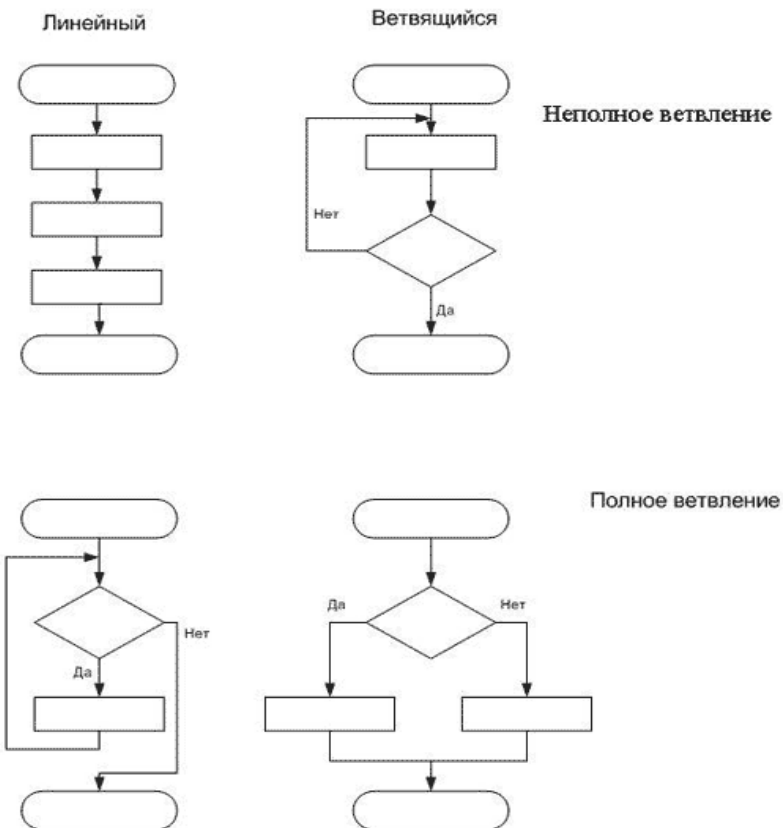 Линейный
Ветвящийся
Неполное ветвление
Нет
Да
Полное ветвление
Да
Нет
Нет
Да